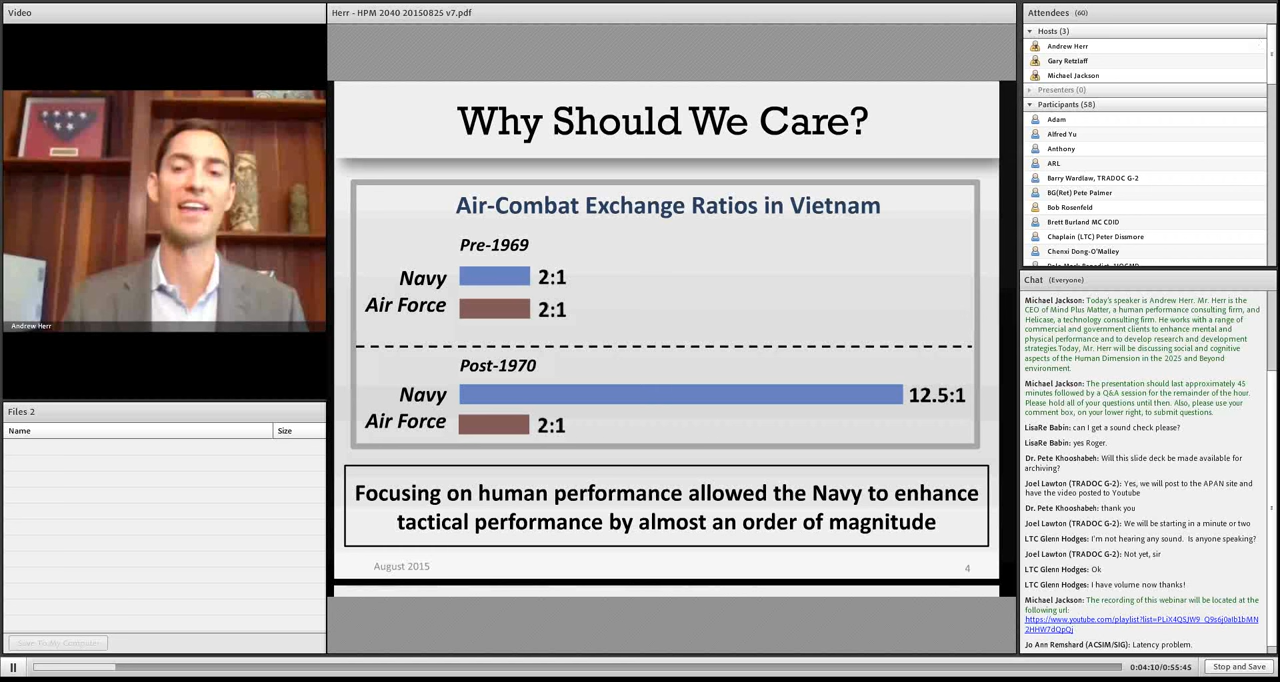 Video
Andrew Herr
Files 2
Name Size
Save To My Computer
Herr - HPM 2040 20150825 v7.pdf
Why Should We Care?
Air-Combat Exchange Ratios in Vietnam
Pre-1969
Navy 2:1
Air Force 2:1
Post-1970
Navy 12.5:1
Air Force 2:1
Focusing on human performance allowed the Navy to enhance
tactical performance by almost an order of magnitude
August 2015 4
Attendees (60)
Hosts (3)
Andrew Herr
Gary Retzlaff
Michael Jackson
Presenters (0)
Participants (58)
Adam
Alfred Yu
Anthony
ARL
Barry Wardlaw, TRADOC G-2
BG(Ret) Pete Palmer
Bob Rosenfeld
Brett Burland MC CDID
Chaplain (LTC) Peter Dissmore
Chenxi Dong-O'Malley
Chat (Everyone)
Michael Jackson: Today's speaker is Andrew Herr. Mr. Herr is the
CEO of Mind Plus Matter, a human performance consulting firm, and
Helicase, a technology consulting firm. He works with a range of
commercial and government clients to enhance mental and
physical performance and to develop research and development
strategies.Today, Mr. Herr will be discussing social and cognitive
aspects of the Human Dimension in the 2025 and Beyond
environment.
Michael Jackson: The presentation should last approximately 45
minutes followed by a Q&A session for the remainder of the hour.
Please hold all of your questions until then. Also, please use your
comment box, on your lower right, to submit questions.
LisaRe Babin: can I get a sound check please?
LisaRe Babin: yes Roger.
Dr. Pete Khooshabeh: Will this slide deck be made available for
archiving?
Joel Lawton (TRADOC G-2): Yes, we will post to the APAN site and
have the video posted to Youtube
Dr. Pete Khooshabeh: thank you
Joel Lawton (TRADOC G-2): We will be starting in a minute or two
LTC Glenn Hodges: I'm not hearing any sound. Is anyone speaking?
Joel Lawton (TRADOC G-2): Not yet, sir
LTC Glenn Hodges: Ok
LTC Glenn Hodges: I have volume now thanks!
Michael Jackson: The recording of this webinar will be located at the
following url:
Jo Ann Remshard (ACSIM/SIG): Latency problem.
0:04:10/0:55:45 Stop and Save